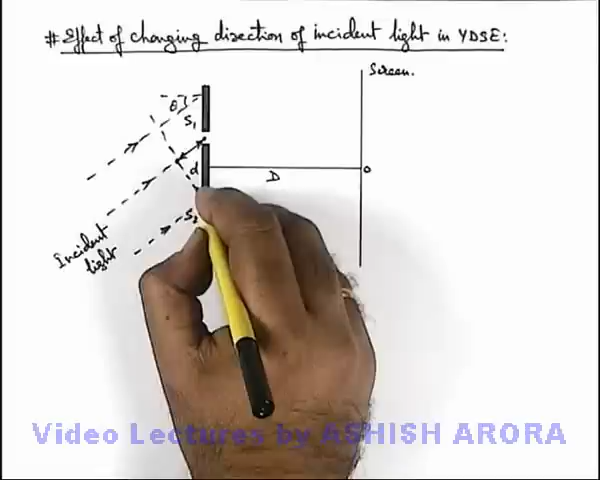 # Effect of changing direction of incident light in YDSE:
Screen.
θ
S₁
d
D
O
S₂
Incident
light
Video Lectures by ASHISH ARORA